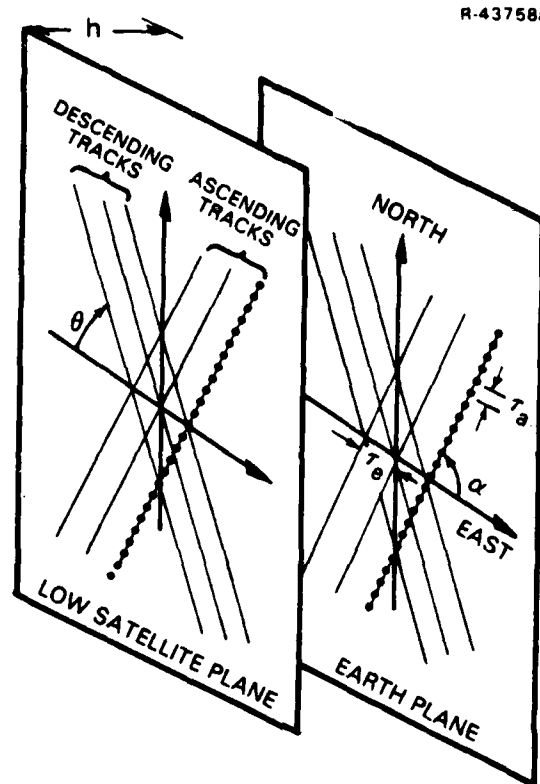 R-43758
h
DESCENDING
TRACKS
ASCENDING
TRACKS
θ
LOW SATELLITE PLANE
NORTH
τa
τe
α
EAST
EARTH PLANE